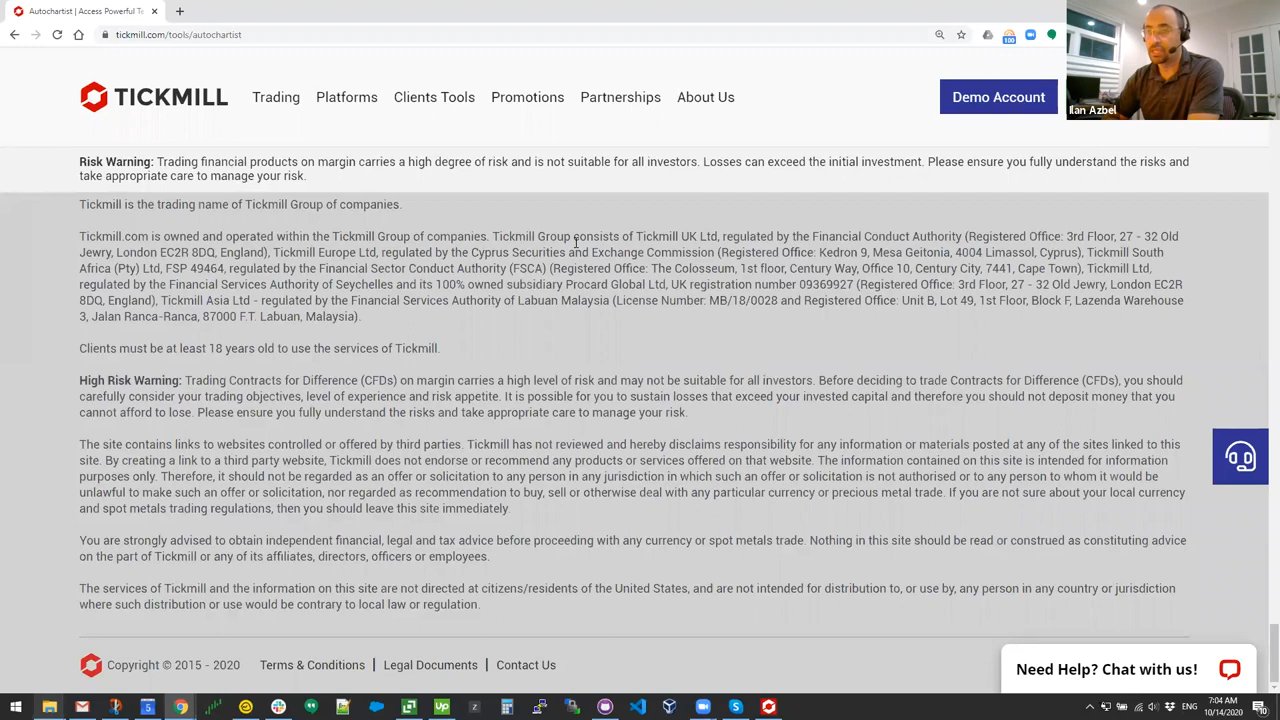 Autochartist | Access Powerful T
tickmill.com/tools/autochartist
100
TICKMILL
Trading
Platforms
Clients Tools
Promotions
Partnerships
About Us
Demo Account
Ilan Azbel
Risk Warning: Trading financial products on margin carries a high degree of risk and is not suitable for all investors. Losses can exceed the initial investment. Please ensure you fully understand the risks and
take appropriate care to manage your risk.
Tickmill is the trading name of Tickmill Group of companies.
Tickmill.com is owned and operated within the Tickmill Group of companies. Tickmill Group consists of Tickmill UK Ltd, regulated by the Financial Conduct Authority (Registered Office: 3rd Floor, 27 - 32 Old
Jewry, London EC2R 8DQ, England), Tickmill Europe Ltd, regulated by the Cyprus Securities and Exchange Commission (Registered Office: Kedron 9, Mesa Geitonia, 4004 Limassol, Cyprus), Tickmill South
Africa (Pty) Ltd, FSP 49464, regulated by the Financial Sector Conduct Authority (FSCA) (Registered Office: The Colosseum, 1st floor, Century Way, Office 10, Century City, 7441, Cape Town), Tickmill Ltd,
regulated by the Financial Services Authority of Seychelles and its 100% owned subsidiary Procard Global Ltd, UK registration number 09369927 (Registered Office: 3rd Floor, 27 - 32 Old Jewry, London EC2R
8DQ, England), Tickmill Asia Ltd - regulated by the Financial Services Authority of Labuan Malaysia (License Number: MB/18/0028 and Registered Office: Unit B, Lot 49, 1st Floor, Block F, Lazenda Warehouse
3, Jalan Ranca-Ranca, 87000 F.T. Labuan, Malaysia).
Clients must be at least 18 years old to use the services of Tickmill.
High Risk Warning: Trading Contracts for Difference (CFDs) on margin carries a high level of risk and may not be suitable for all investors. Before deciding to trade Contracts for Difference (CFDs), you should
carefully consider your trading objectives, level of experience and risk appetite. It is possible for you to sustain losses that exceed your invested capital and therefore you should not deposit money that you
cannot afford to lose. Please ensure you fully understand the risks and take appropriate care to manage your risk.
The site contains links to websites controlled or offered by third parties. Tickmill has not reviewed and hereby disclaims responsibility for any information or materials posted at any of the sites linked to this
site. By creating a link to a third party website, Tickmill does not endorse or recommend any products or services offered on that website. The information contained on this site is intended for information
purposes only. Therefore, it should not be regarded as an offer or solicitation to any person in any jurisdiction in which such an offer or solicitation is not authorised or to any person to whom it would be
unlawful to make such an offer or solicitation, nor regarded as recommendation to buy, sell or otherwise deal with any particular currency or precious metal trade. If you are not sure about your local currency
and spot metals trading regulations, then you should leave this site immediately.
You are strongly advised to obtain independent financial, legal and tax advice before proceeding with any currency or spot metals trade. Nothing in this site should be read or construed as constituting advice
on the part of Tickmill or any of its affiliates, directors, officers or employees.
The services of Tickmill and the information on this site are not directed at citizens/residents of the United States, and are not intended for distribution to, or use by, any person in any country or jurisdiction
where such distribution or use would be contrary to local law or regulation.
Copyright © 2015 - 2020
Terms & Conditions | Legal Documents | Contact Us
Need Help? Chat with us!
ENG
7:04 AM
10/14/2020